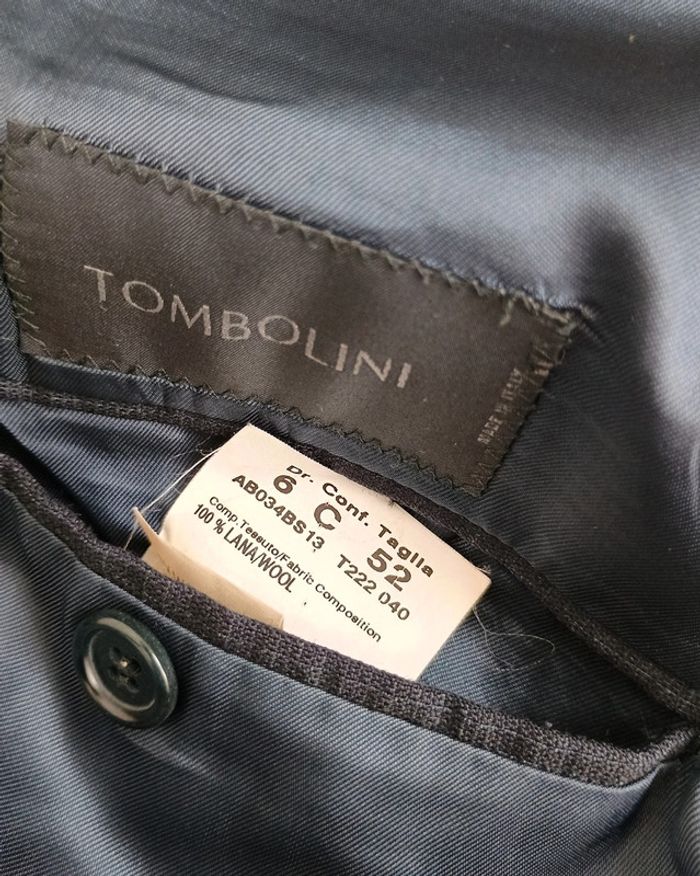 TOMBOLINI
MADE IN ITALY
Dr. Conf. Taglia
6 C 52
AB034BS13 T222 040
Comp.Tessuto/Fabric Composition
100 % LANA/WOOL